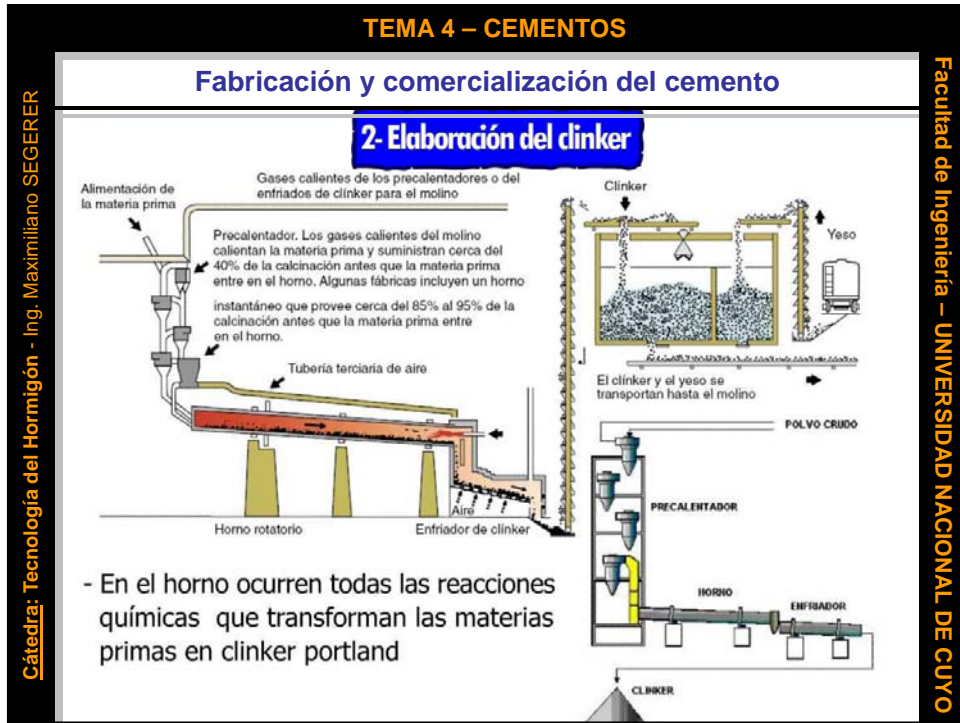 TEMA 4 – CEMENTOS
Fabricación y comercialización del cemento
Cátedra: Tecnología del Hormigón - Ing. Maximiliano SEGERER
Facultad de Ingeniería – UNIVERSIDAD NACIONAL DE CUYO
2- Elaboración del clinker
Alimentación de
la materia prima
Gases calientes de los precalentadores o del
enfriados de clínker para el molino
Precalentador. Los gases calientes del molino
calientan la materia prima y suministran cerca del
40% de la calcinación antes que la materia prima
entre en el horno. Algunas fábricas incluyen un horno
instantáneo que provee cerca del 85% al 95% de la
calcinación antes que la materia prima entre
en el horno.
Tubería terciaria de aire
Aire
Horno rotatorio
Enfriador de clínker
Clínker
Yeso
El clínker y el yeso se
transportan hasta el molino
POLVO CRUDO
PRECALENTADOR
HORNO
ENFRIADOR
CLINKER
- En el horno ocurren todas las reacciones
químicas que transforman las materias
primas en clinker portland